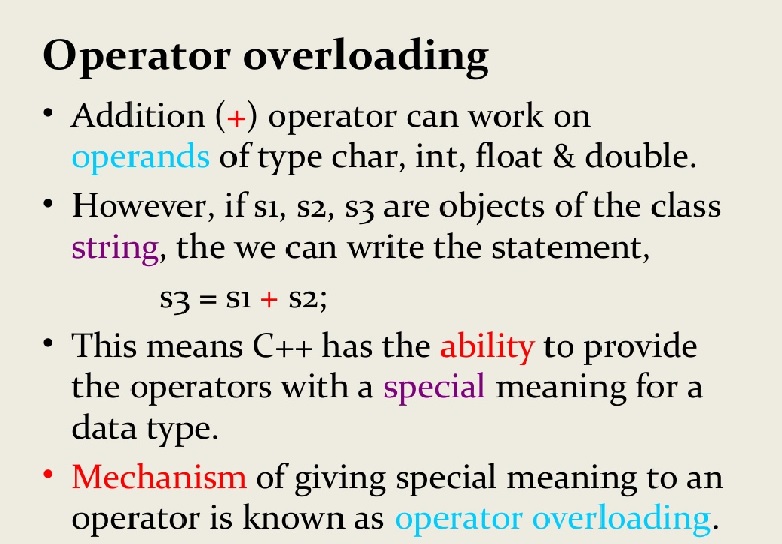 Operator overloading
• Addition (+) operator can work on
operands of type char, int, float & double.
• However, if s1, s2, s3 are objects of the class
string, the we can write the statement,
s3 = s1 + s2;
• This means C++ has the ability to provide
the operators with a special meaning for a
data type.
• Mechanism of giving special meaning to an
operator is known as operator overloading.